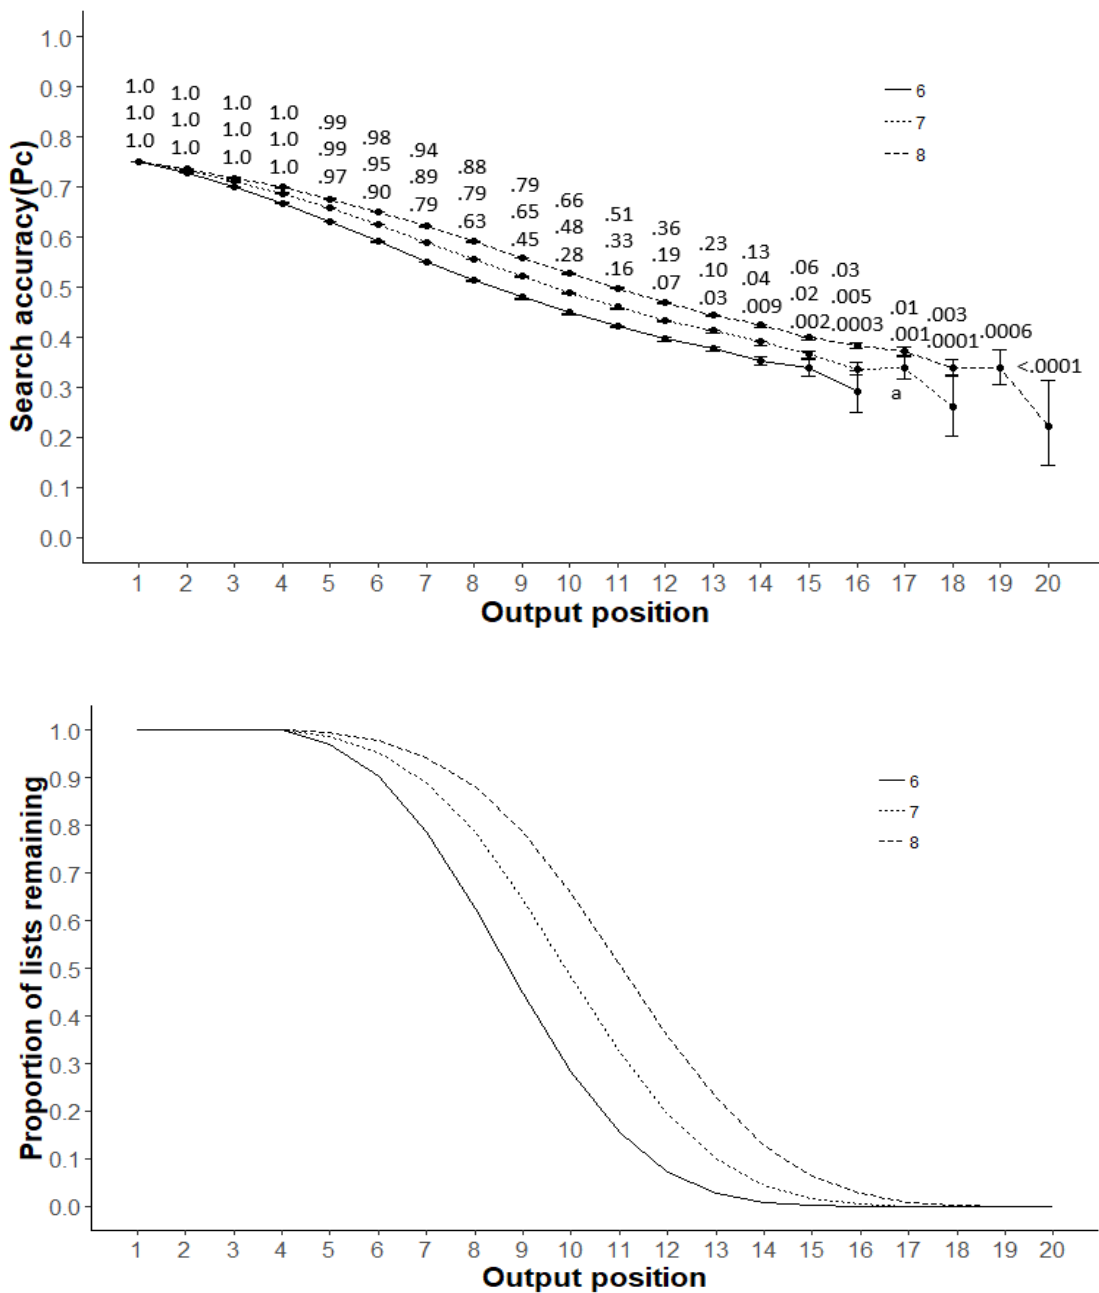 Search accuracy(Pc)
1.0
0.9
0.8
0.7
0.6
0.5
0.4
0.3
0.2
0.1
0.0
1.0 1.0 1.0 1.0 .99 .98 .94 .88 .79 .66 .51 .36 .23 .13 .06 .03 .01 .003 .0006 <.0001
1.0 1.0 1.0 1.0 .99 .95 .89 .79 .65 .48 .33 .19 .10 .04 .02 .005 .001 .0001
1.0 1.0 1.0 1.0 .97 .90 .79 .63 .45 .28 .16 .07 .03 .009 .002 .0003
a
6
7
8
1 2 3 4 5 6 7 8 9 10 11 12 13 14 15 16 17 18 19 20
Output position
Proportion of lists remaining
1.0
0.9
0.8
0.7
0.6
0.5
0.4
0.3
0.2
0.1
0.0
6
7
8
1 2 3 4 5 6 7 8 9 10 11 12 13 14 15 16 17 18 19 20
Output position